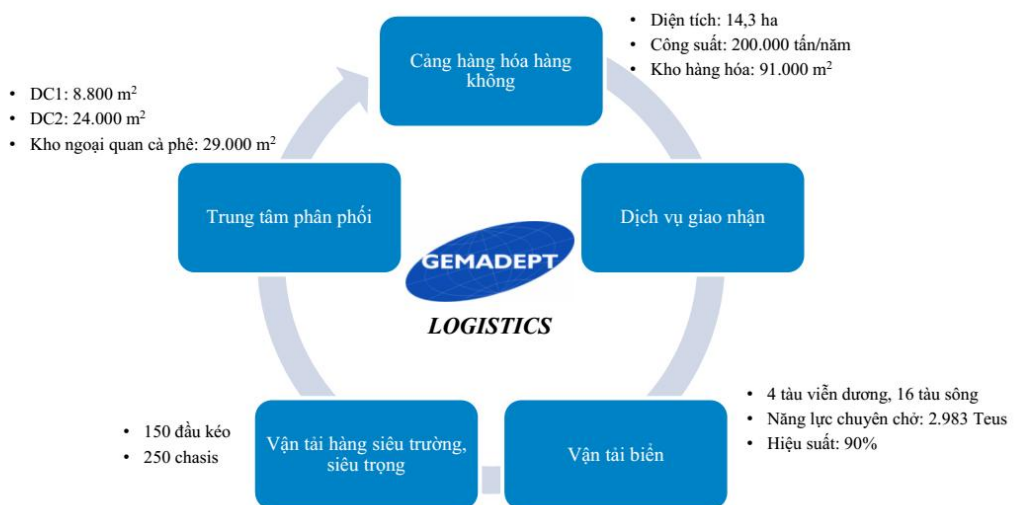 Cảng hàng hóa hàng
không
• Diện tích: 14,3 ha
• Công suất: 200.000 tấn/năm
• Kho hàng hóa: 91.000 m²
• DC1: 8.800 m²
• DC2: 24.000 m²
• Kho ngoại quan cà phê: 29.000 m²
Trung tâm phân phối
Dịch vụ giao nhận
GEMADEPT
LOGISTICS
• 150 đầu kéo
• 250 chasis
Vận tải hàng siêu trường,
siêu trọng
Vận tải biển
• 4 tàu viễn dương, 16 tàu sông
• Năng lực chuyên chở: 2.983 Teus
• Hiệu suất: 90%